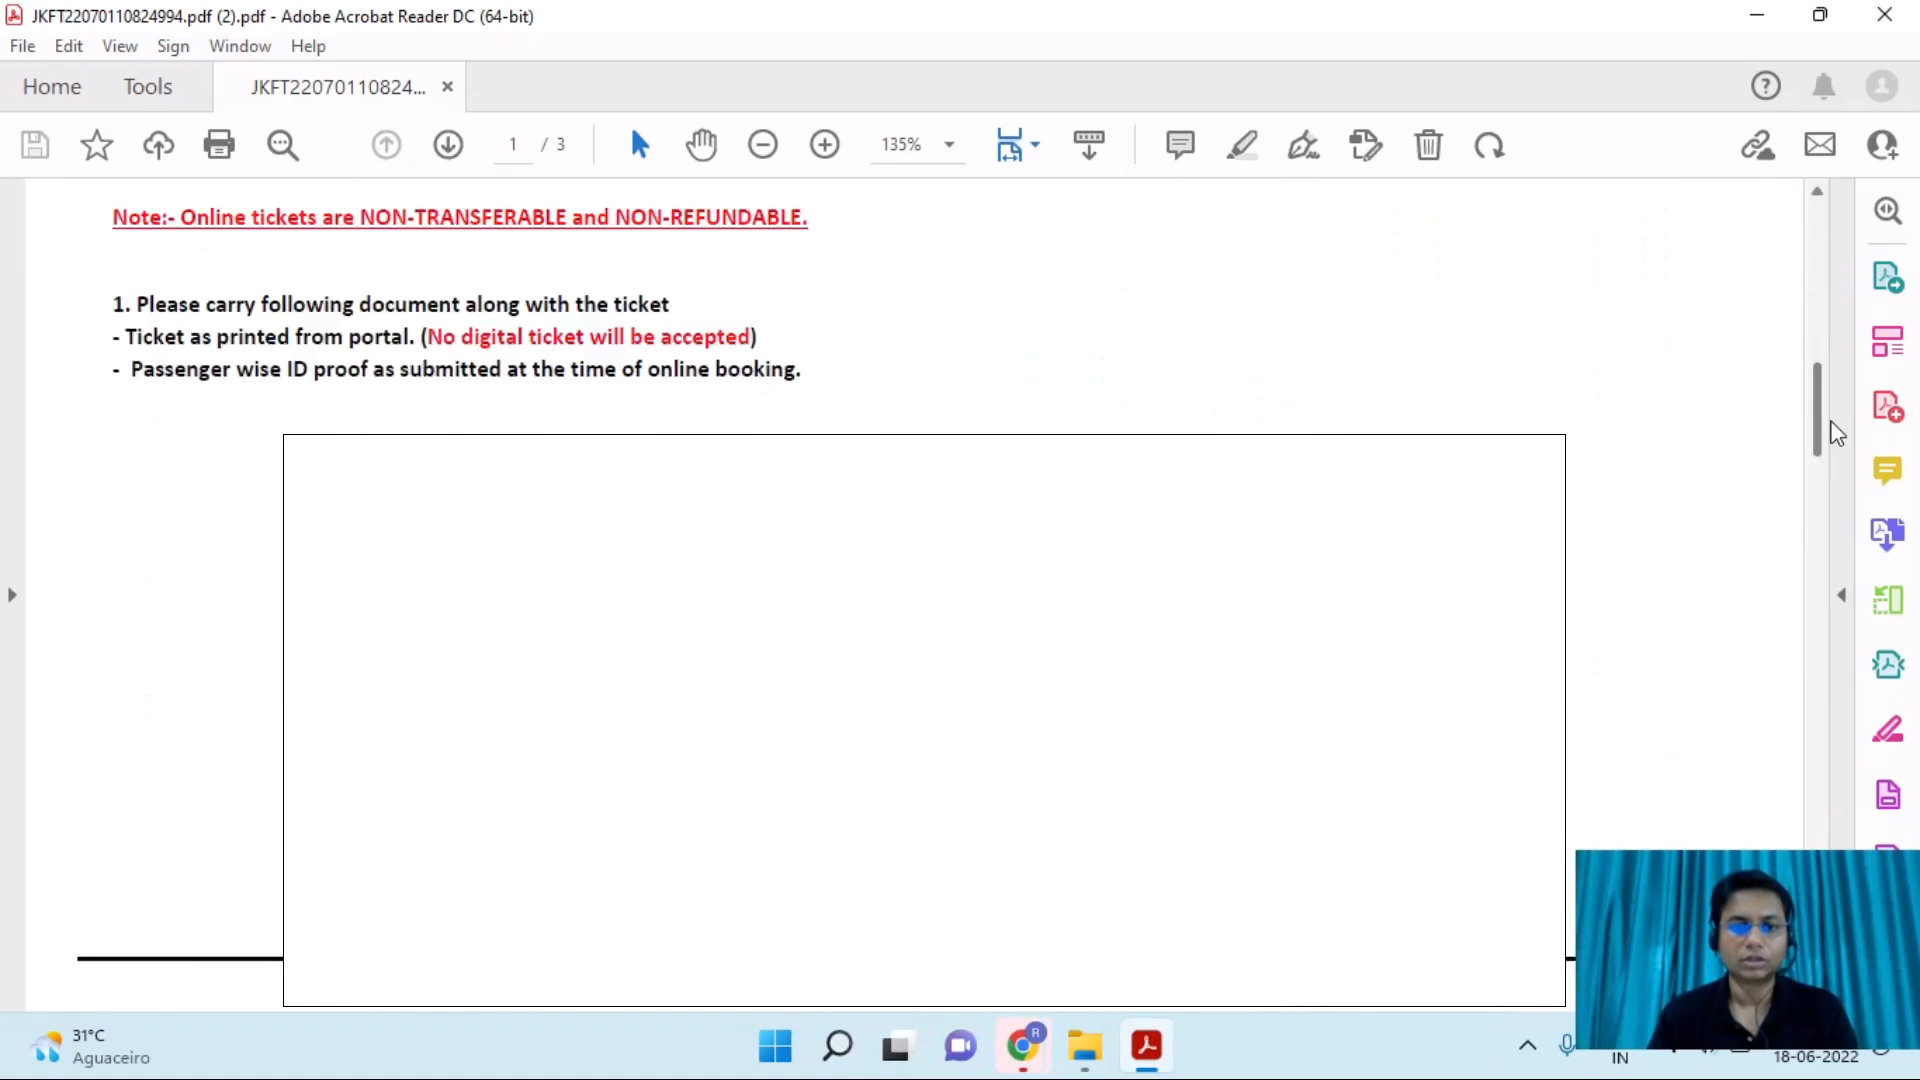 JKFT22070110824994.pdf (2).pdf - Adobe Acrobat Reader DC (64-bit)
File Edit View Sign Window Help
Home Tools JKFT22070110824...
1 / 3 135%
Note:- Online tickets are NON-TRANSFERABLE and NON-REFUNDABLE.
1. Please carry following document along with the ticket
- Ticket as printed from portal. (No digital ticket will be accepted)
- Passenger wise ID proof as submitted at the time of online booking.
31°C
Aguaceiro
R
IN
18-06-2022